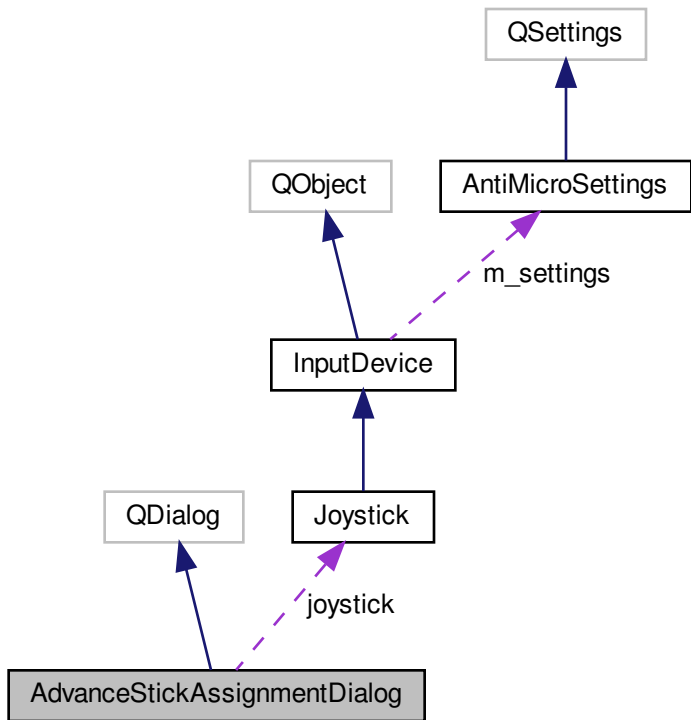 QSettings
QObject
AntiMicroSettings
m_settings
InputDevice
QDialog
Joystick
joystick
AdvanceStickAssignmentDialog